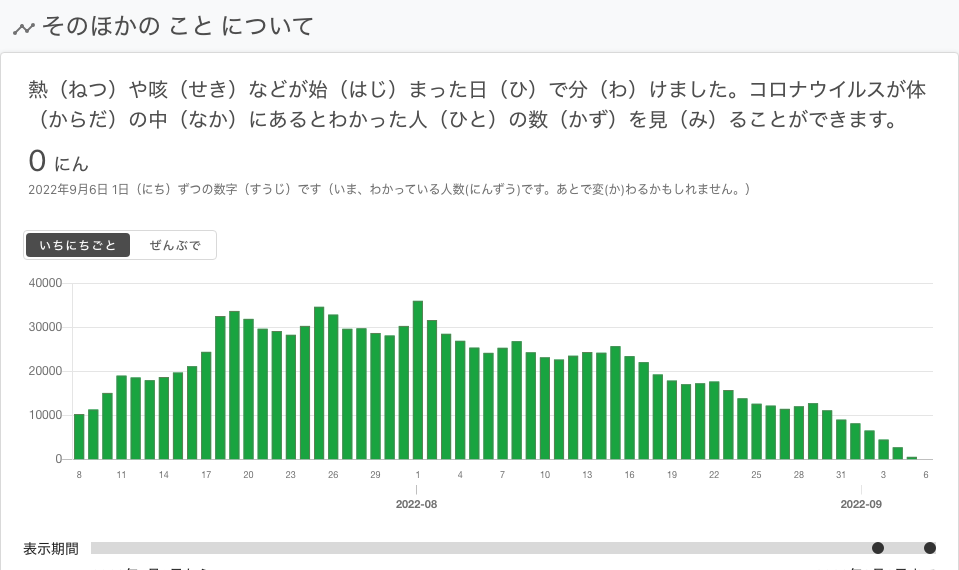 そのほかの こと について
熱（ねつ）や咳（せき）などが始（はじ）まった日（ひ）で分（わ）けました。コロナウイルスが体
（からだ）の中（なか）にあるとわかった人（ひと）の数（かず）を見（み）ることができます。
0 にん
2022年9月6日 1日（にち）ずつの数字（すうじ）です（いま、わかっている人数(にんずう)です。あとで変(か)わるかもしれません。）
いちにちごと ぜんぶで
40000
30000
20000
10000
0
8 11 14 17 20 23 26 29 1 4 7 10 13 16 19 22 25 28 31 3 6
2022-08 2022-09
表示期間